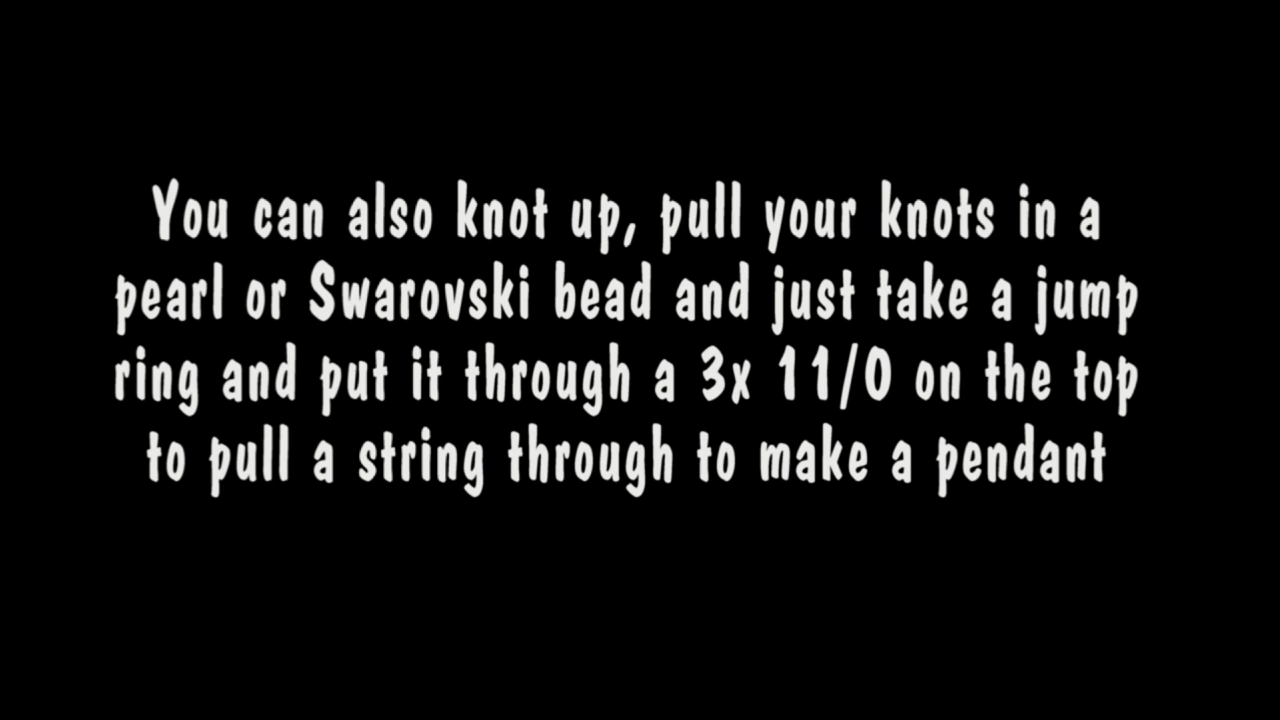 You can also knot up, pull your knots in a
pearl or Swarovski bead and just take a jump
ring and put it through a 3x 11/0 on the top
to pull a string through to make a pendant